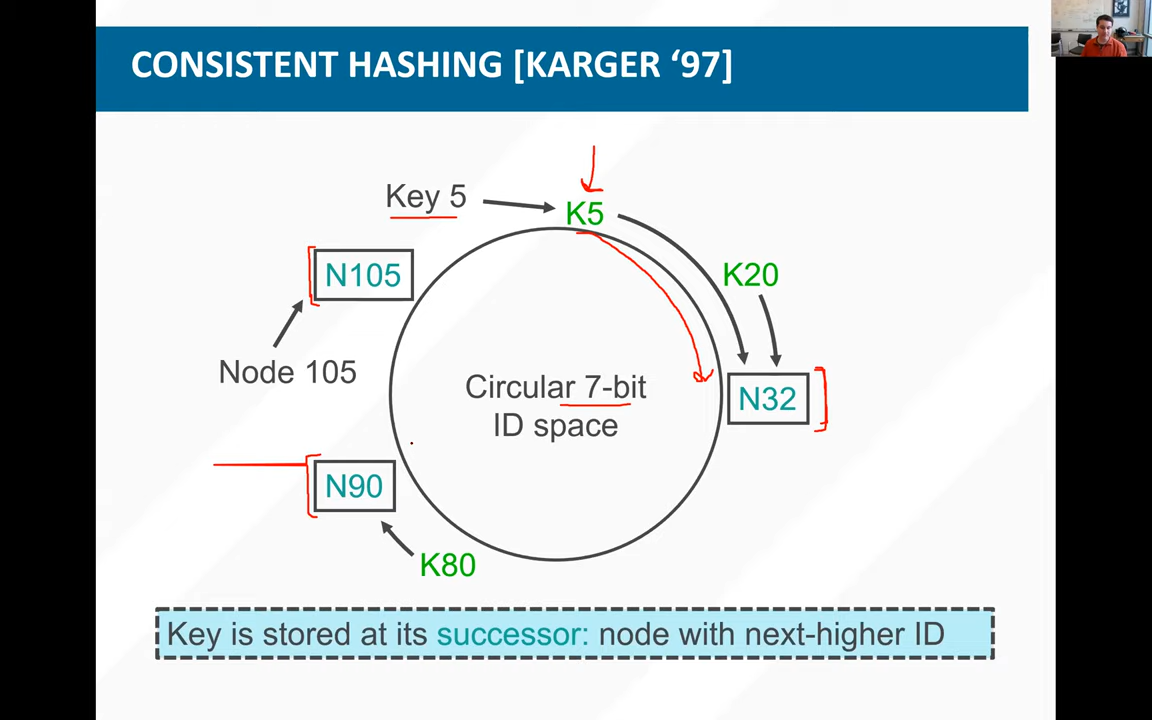 CONSISTENT HASHING [KARGER ‘97]
Key 5
K5
N105
K20
Node 105
Circular 7-bit
ID space
N32
N90
K80
Key is stored at its successor: node with next-higher ID